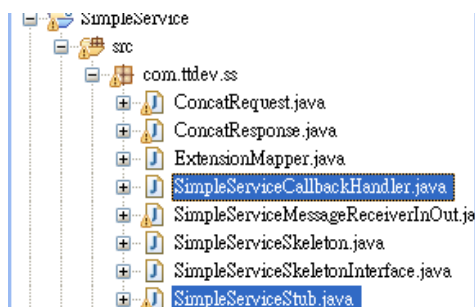 SimpleService
src
com.ttdev.ss
ConcatRequest.java
ConcatResponse.java
ExtensionMapper.java
SimpleServiceCallbackHandler.java
SimpleServiceMessageReceiverInOut.ja
SimpleServiceSkeleton.java
SimpleServiceSkeletonInterface.java
SimpleServiceStub.java